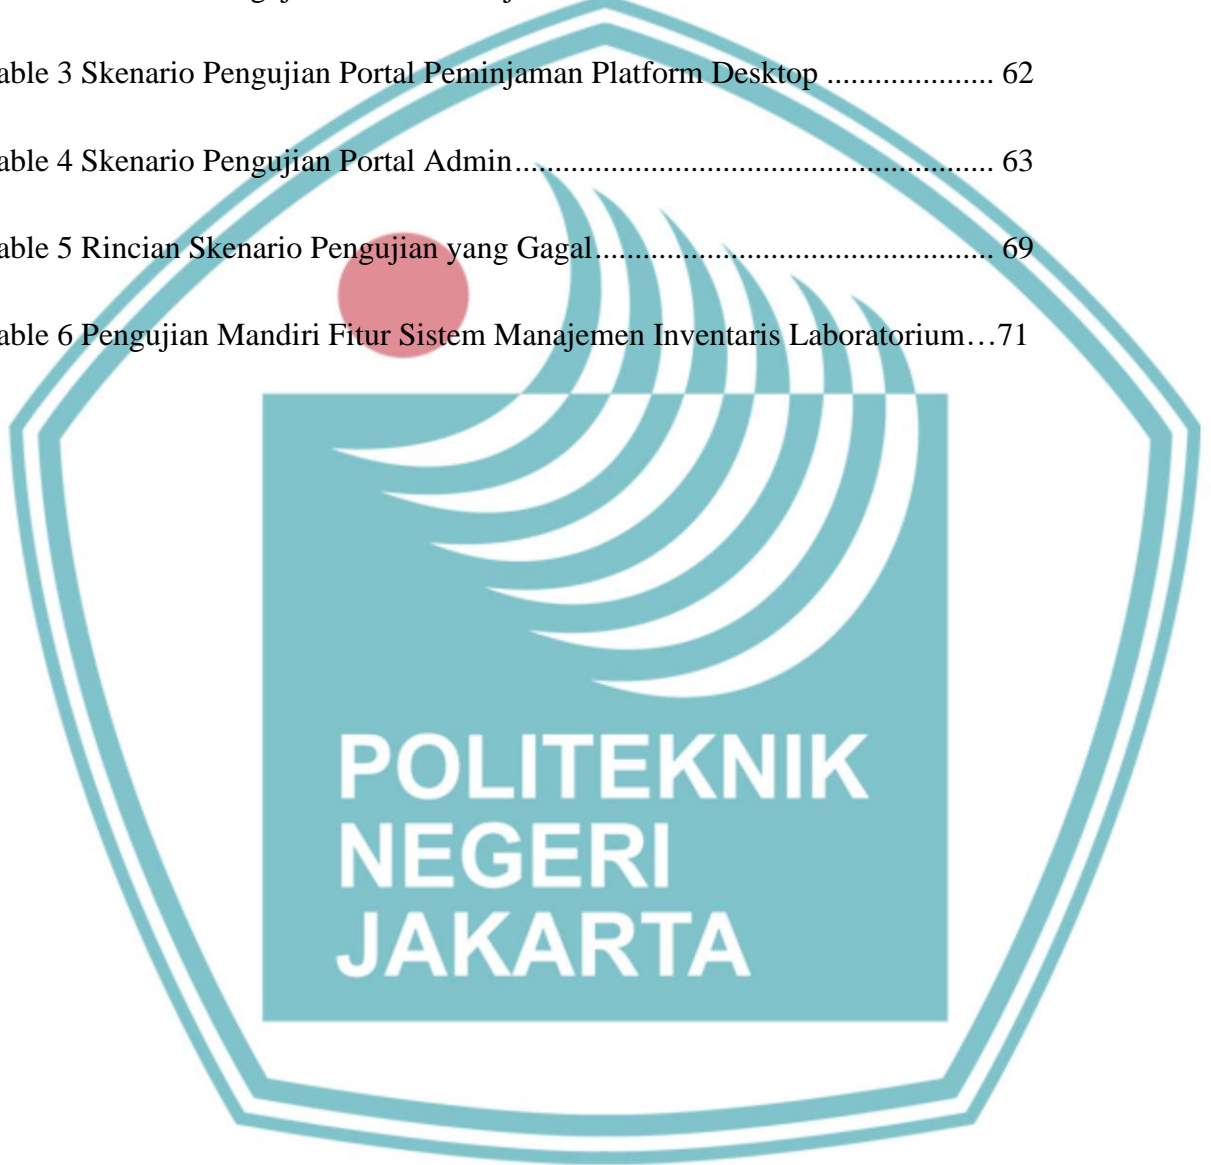 able 3 Skenario Pengujian Portal Peminjaman Platform Desktop ..................... 62
able 4 Skenario Pengujian Portal Admin............................................................ 63
able 5 Rincian Skenario Pengujian yang Gagal.................................................. 69
able 6 Pengujian Mandiri Fitur Sistem Manajemen Inventaris Laboratorium…71
POLITEKNIK
NEGERI
JAKARTA